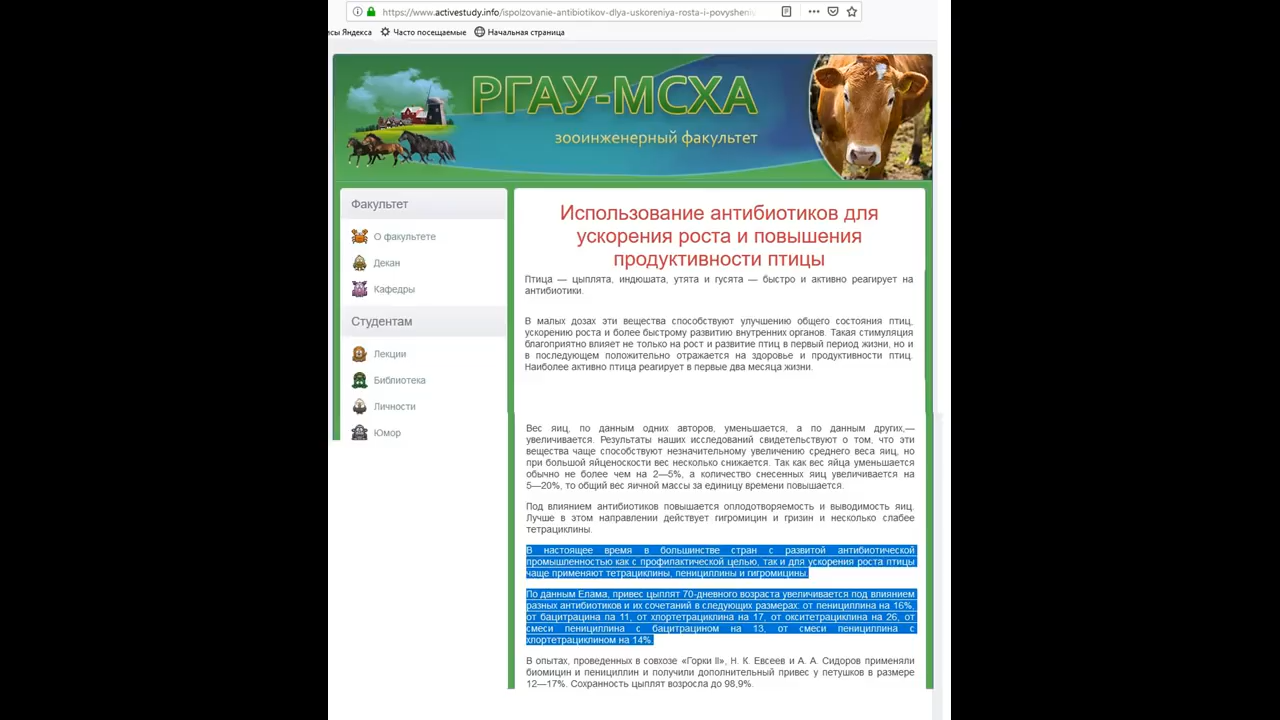 https://www.activestudy.info/ispolzovanie-antibiotikov-dlya-uskoreniya-rosta-i-povysheniy
Яндекса
Часто посещаемые
Начальная страница
РГАУ-МСХА
зооинженерный факультет
Факультет
О факультете
Декан
Кафедры
Студентам
Лекции
Библиотека
Личности
Юмор
Использование антибиотиков для
ускорения роста и повышения
продуктивности птицы
Птица — цыплята, индюшата, утята и гусята — быстро и активно реагирует на
антибиотики.
В малых дозах эти вещества способствуют улучшению общего состояния птиц,
ускорению роста и более быстрому развитию внутренних органов. Такая стимуляция
благоприятно влияет не только на рост и развитие птиц в первый период жизни, но и
в последующем положительно отражается на здоровье и продуктивности птиц.
Наиболее активно птица реагирует в первые два месяца жизни.
Вес яиц, по данным одних авторов, уменьшается, а по данным других,—
увеличивается. Результаты наших исследований свидетельствуют о том, что эти
вещества чаще способствуют незначительному увеличению среднего веса яиц, но
при большой яйценоскости вес несколько снижается. Так как вес яйца уменьшается
обычно не более чем на 2—5%, а количество снесенных яиц увеличивается на
5—20%, то общий вес яичной массы за единицу времени повышается.
Под влиянием антибиотиков повышается оплодотворяемость и выводимость яиц.
Лучше в этом направлении действует гигромицин и гризин и несколько слабее
тетрациклины.
В настоящее время в большинстве стран с развитой антибиотической
промышленностью как с профилактической целью, так и для ускорения роста птицы
чаще применяют тетрациклины, пенициллины и гигромицины.
По данным Елама, привес цыплят 70-дневного возраста увеличивается под влиянием
разных антибиотиков и их сочетаний в следующих размерах: от пенициллина на 16%,
от бацитрацина па 11, от хлортетрациклина на 17, от окситетрациклина на 26, от
смеси пенициллина с бацитрацином на 13, от смеси пенициллина с
хлортетрациклином на 14%.
В опытах, проведенных в совхозе «Горки II», Н. К. Евсеев и А. А. Сидоров применяли
биомицин и пенициллин и получили дополнительный привес у петушков в размере
12—17%. Сохранность цыплят возросла до 98,9%.